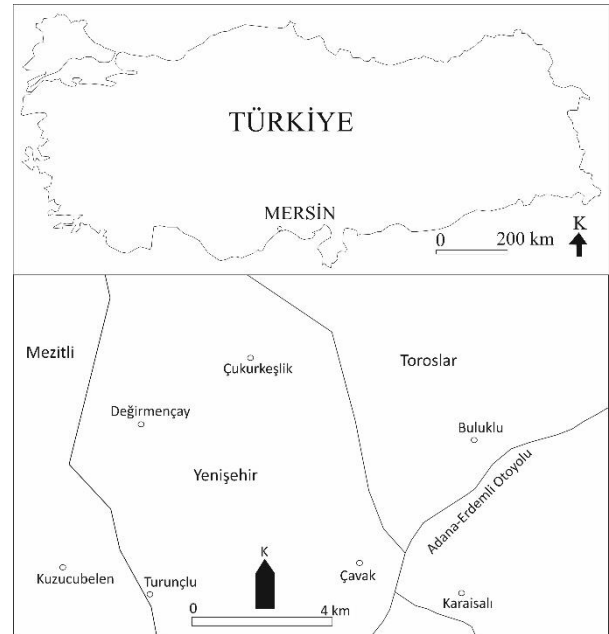 TÜRKİYE
MERSİN
K
0 200 km
Mezitli
Çukurkeşlik
Toroslar
Değirmençay
Buluklu
Yenişehir
Adana-Erdemli Otoyolu
K
Kuzucubelen
Turunçlu
Çavak
Karaisalı
0 4 km